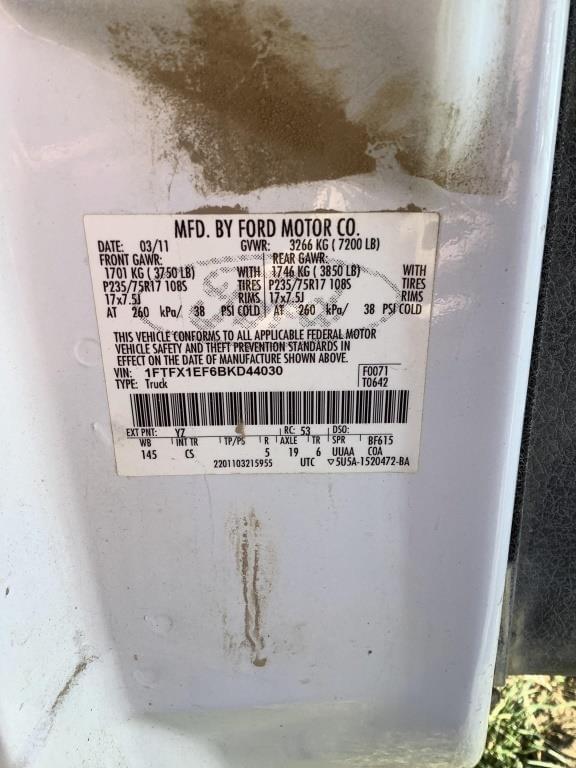 MFD. BY FORD MOTOR CO.
DATE: 03/11 GVWR: 3266 KG ( 7200 LB)
FRONT GAWR: REAR GAWR:
1701 KG ( 3750 LB) WITH 1746 KG ( 3850 LB) WITH
P235/75R17 108S TIRES P235/75R17 108S TIRES
17x7.5J RIMS 17x7.5J RIMS
AT 260 kPa/ 38 PSI COLD AT 260 kPa/ 38 PSI COLD
Ford
THIS VEHICLE CONFORMS TO ALL APPLICABLE FEDERAL MOTOR
VEHICLE SAFETY AND THEFT PREVENTION STANDARDS IN
EFFECT ON THE DATE OF MANUFACTURE SHOWN ABOVE.
VIN: 1FTFX1EF6BKD44030 F0071
TYPE: Truck T0642
EXT PNT: YZ RC: 53 DSO:
WB INT TR TP/PS R AXLE TR SPR BF615
145 CS 5 19 6 UUAA COA
2201103215955 UTC ▽5U5A-1520472-BA